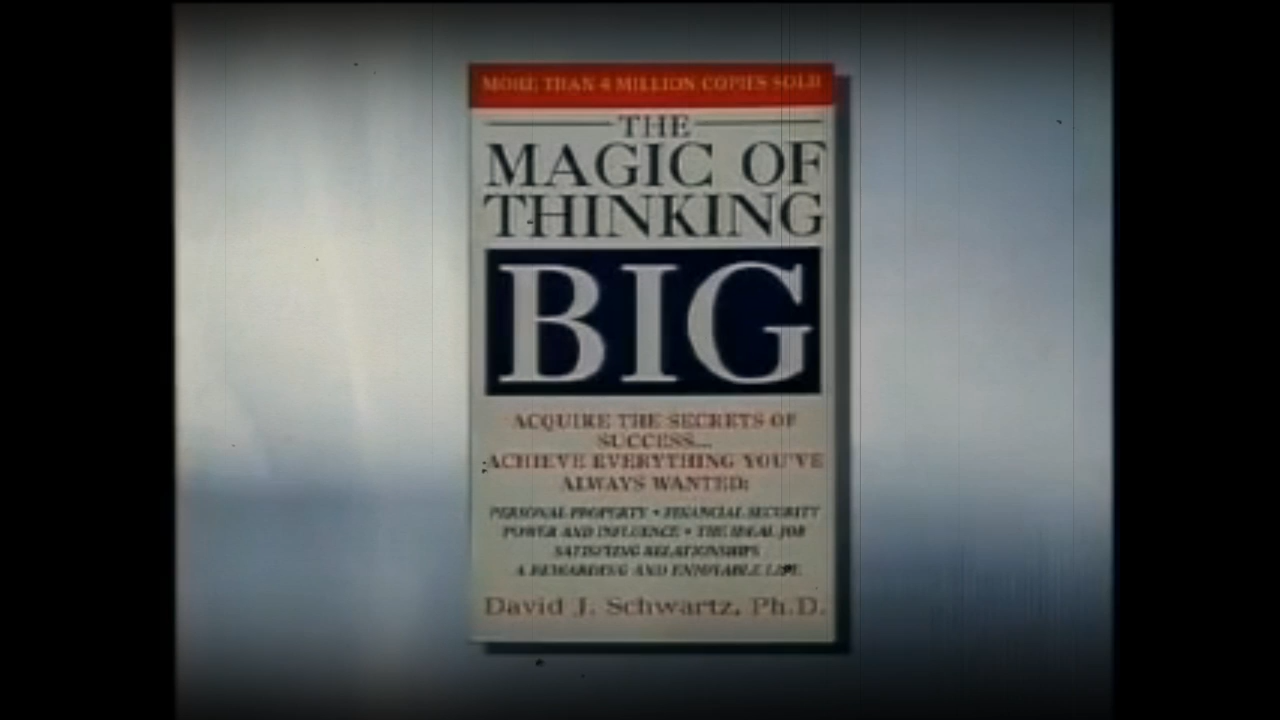 MORE THAN 4 MILLION COPIES SOLD
THE
MAGIC OF
THINKING
BIG
ACQUIRE THE SECRETS OF
SUCCESS...
ACHIEVE EVERYTHING YOU'VE
ALWAYS WANTED:
PERSONAL PROPERTY • FINANCIAL SECURITY
POWER AND INFLUENCE • THE IDEAL JOB
SATISFYING RELATIONSHIPS
A REWARDING AND ENJOYABLE LIFE
David J. Schwartz, Ph.D.